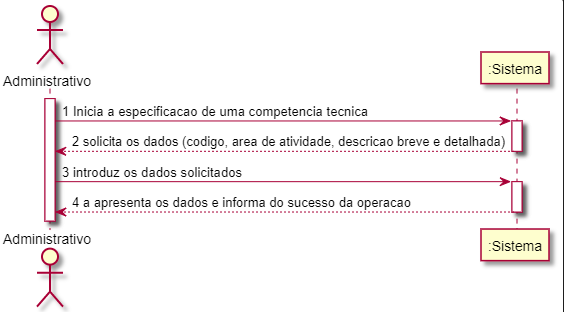 Administrativo
:Sistema
1 Inicia a especificacao de uma competencia tecnica
2 solicita os dados (codigo, area de atividade, descricao breve e detalhada)
3 introduz os dados solicitados
4 a apresenta os dados e informa do sucesso da operacao
Administrativo
:Sistema